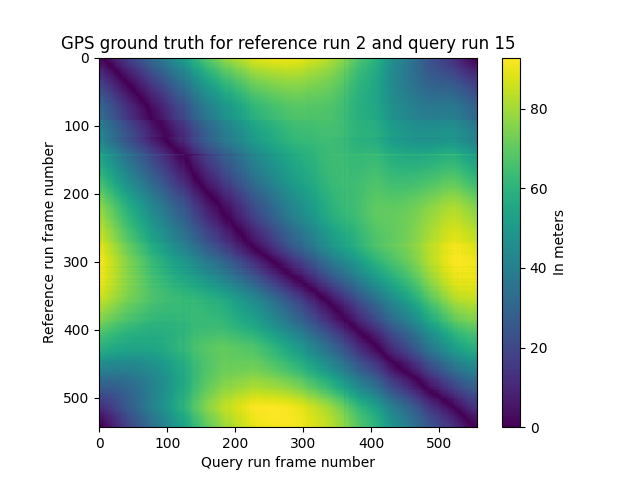 GPS ground truth for reference run 2 and query run 15
0
100
200
300
400
500
Reference run frame number
0 100 200 300 400 500
Query run frame number
80
60
40
20
0
In meters